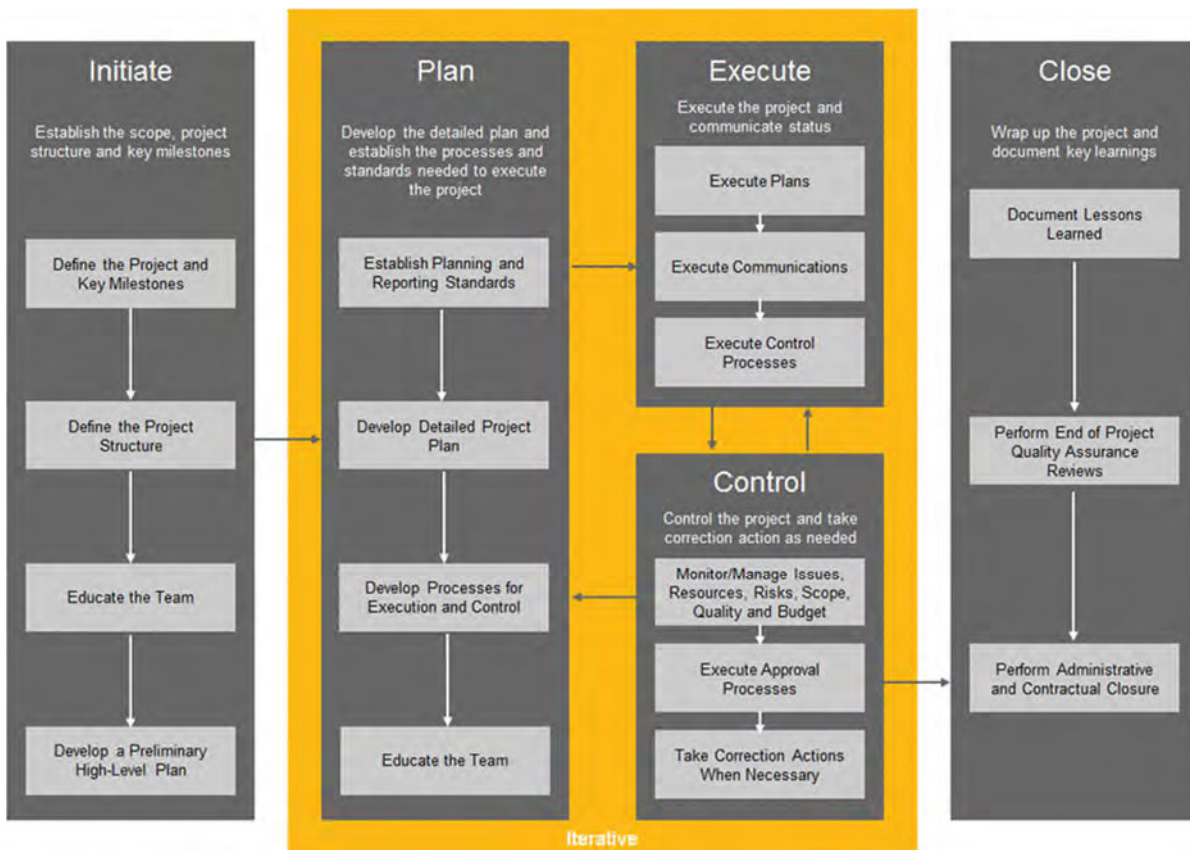 Initiate
Establish the scope, project
structure and key milestones
Define the Project and
Key Milestones
Define the Project
Structure
Educate the Team
Develop a Preliminary
High-Level Plan
Plan
Develop the detailed plan and
establish the processes and
standards needed to execute
the project
Establish Planning and
Reporting Standards
Develop Detailed Project
Plan
Develop Processes for
Execution and Control
Educate the Team
Execute
Execute the project and
communicate status
Execute Plans
Execute Communications
Execute Control
Processes
Control
Control the project and take
correction action as needed
Monitor/Manage Issues,
Resources, Risks, Scope,
Quality and Budget
Execute Approval
Processes
Take Correction Actions
When Necessary
Close
Wrap up the project and
document key learnings
Document Lessons
Learned
Perform End of Project
Quality Assurance
Reviews
Perform Administrative
and Contractual Closure
Iterative